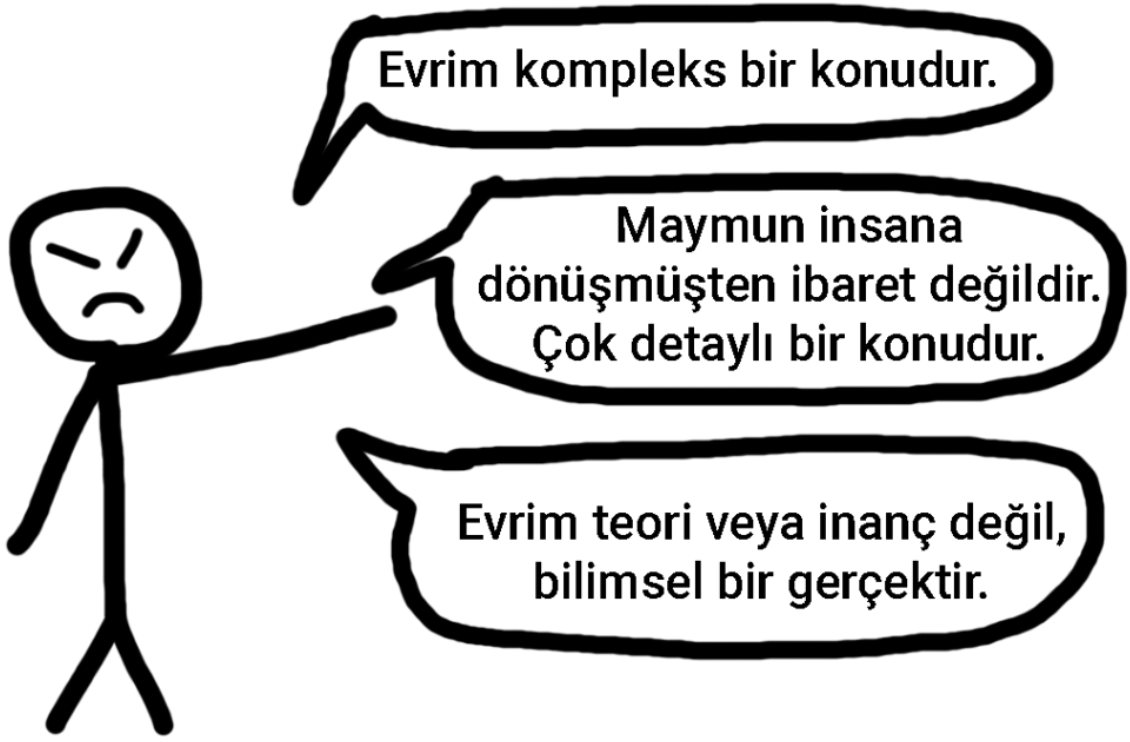 Evrim kompleks bir konudur.
Maymun insana
dönüşmüşten ibaret değildir.
Çok detaylı bir konudur.
Evrim teori veya inanç değil,
bilimsel bir gerçektir.